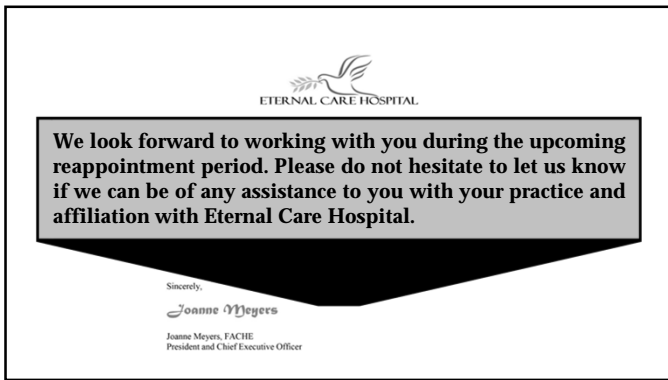 ETERNAL CARE HOSPITAL
We look forward to working with you during the upcoming
reappointment period. Please do not hesitate to let us know
if we can be of any assistance to you with your practice and
affiliation with Eternal Care Hospital.
Sincerely,
Joanne Meyers
Joanne Meyers, FACHE
President and Chief Executive Officer